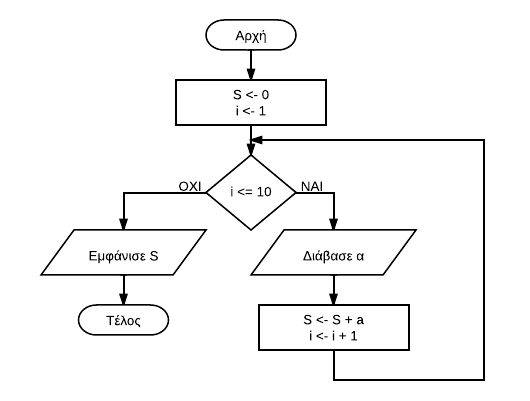 Αρχή
S <- 0
i <- 1
i <= 10
ΟΧΙ
ΝΑΙ
Εμφάνισε S
Διάβασε α
Τέλος
S <- S + a
i <- i + 1